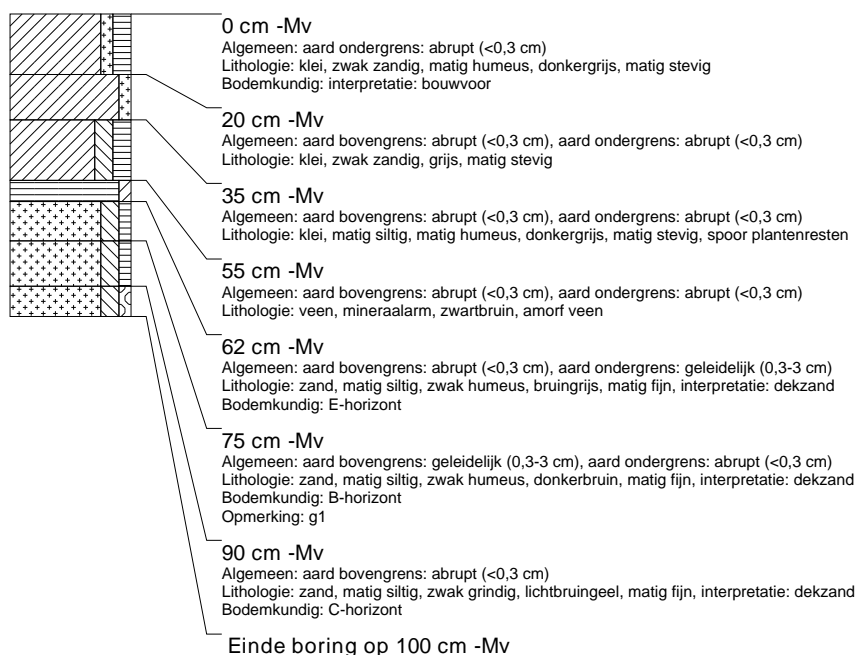 0 cm -Mv
Algemeen: aard ondergrens: abrupt (<0,3 cm)
Lithologie: klei, zwak zandig, matig humeus, donkergrijs, matig stevig
Bodemkundig: interpretatie: bouwvoor
20 cm -Mv
Algemeen: aard bovengrens: abrupt (<0,3 cm), aard ondergrens: abrupt (<0,3 cm)
Lithologie: klei, zwak zandig, grijs, matig stevig
35 cm -Mv
Algemeen: aard bovengrens: abrupt (<0,3 cm), aard ondergrens: abrupt (<0,3 cm)
Lithologie: klei, matig siltig, matig humeus, donkergrijs, matig stevig, spoor plantenresten
55 cm -Mv
Algemeen: aard bovengrens: abrupt (<0,3 cm), aard ondergrens: abrupt (<0,3 cm)
Lithologie: veen, mineraalarm, zwartbruin, amorf veen
62 cm -Mv
Algemeen: aard bovengrens: abrupt (<0,3 cm), aard ondergrens: geleidelijk (0,3-3 cm)
Lithologie: zand, matig siltig, zwak humeus, bruingrijs, matig fijn, interpretatie: dekzand
Bodemkundig: E-horizont
75 cm -Mv
Algemeen: aard bovengrens: geleidelijk (0,3-3 cm), aard ondergrens: abrupt (<0,3 cm)
Lithologie: zand, matig siltig, zwak humeus, donkerbruin, matig fijn, interpretatie: dekzand
Bodemkundig: B-horizont
Opmerking: g1
90 cm -Mv
Algemeen: aard bovengrens: abrupt (<0,3 cm)
Lithologie: zand, matig siltig, zwak grindig, lichtbruingeel, matig fijn, interpretatie: dekzand
Bodemkundig: C-horizont
Einde boring op 100 cm -Mv